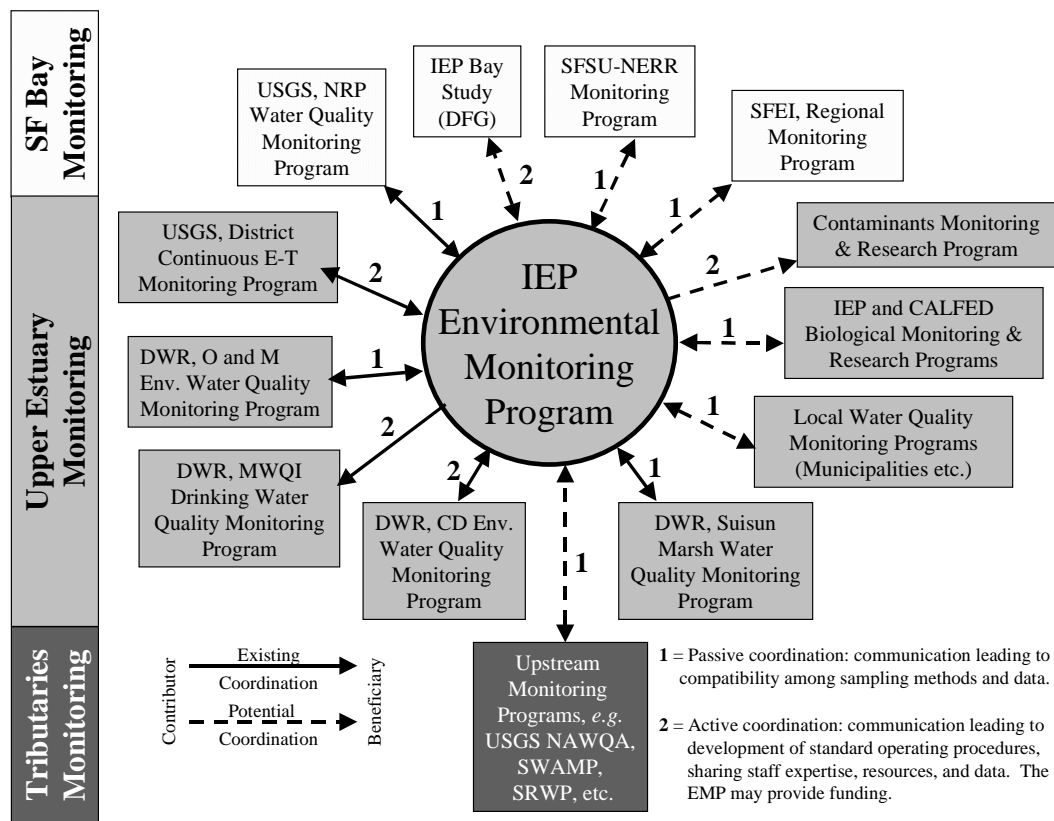 SF Bay
Monitoring
Upper Estuary
Monitoring
Tributaries
Monitoring
USGS, NRP
Water Quality
Monitoring
Program
IEP Bay
Study
(DFG)
SFSU-NERR
Monitoring
Program
SFEI, Regional
Monitoring
Program
1
2
1
1
USGS, District
Continuous E-T
Monitoring Program
2
Contaminants Monitoring
& Research Program
2
IEP
Environmental
Monitoring
Program
DWR, O and M
Env. Water Quality
Monitoring Program
1
IEP and CALFED
Biological Monitoring &
Research Programs
1
DWR, MWQI
Drinking Water
Quality Monitoring
Program
2
Local Water Quality
Monitoring Programs
(Municipalities etc.)
1
DWR, CD Env.
Water Quality
Monitoring
Program
2
DWR, Suisun
Marsh Water
Quality Monitoring
Program
1
1
Upstream
Monitoring
Programs, e.g.
USGS NAWQA,
SWAMP,
SRWP, etc.
Contributor
Existing
Coordination
Potential
Coordination
Beneficiary
1 = Passive coordination: communication leading to
compatibility among sampling methods and data.
2 = Active coordination: communication leading to
development of standard operating procedures,
sharing staff expertise, resources, and data. The
EMP may provide funding.